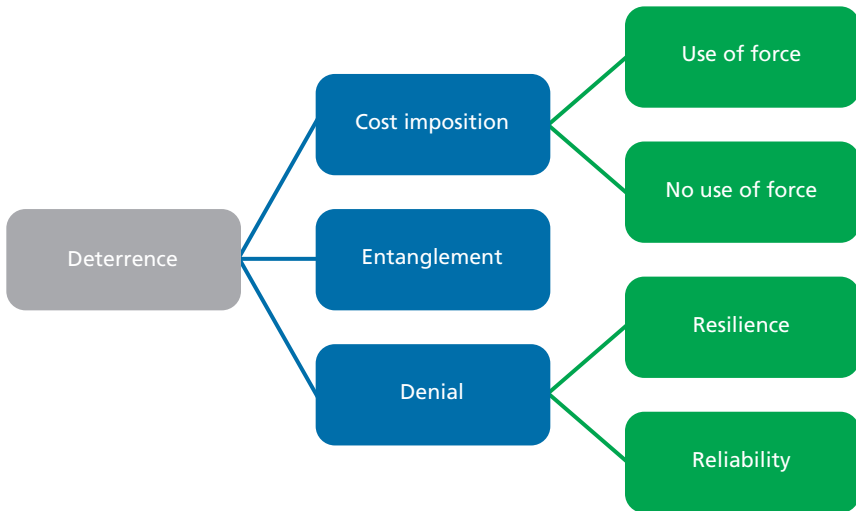 Deterrence
Cost imposition
Entanglement
Denial
Use of force
No use of force
Resilience
Reliability